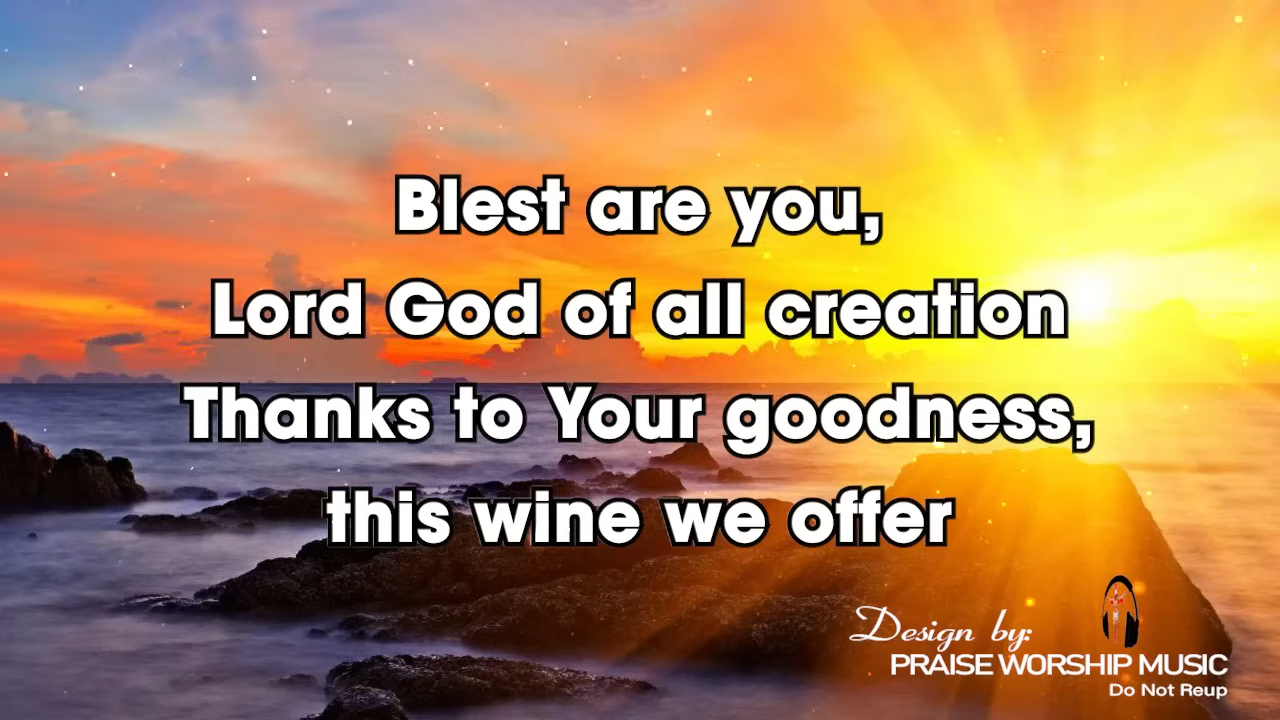 Blest are you,
Lord God of all creation
Thanks to Your goodness,
this wine we offer
Design by:
PRAISE WORSHIP MUSIC
Do Not Reup